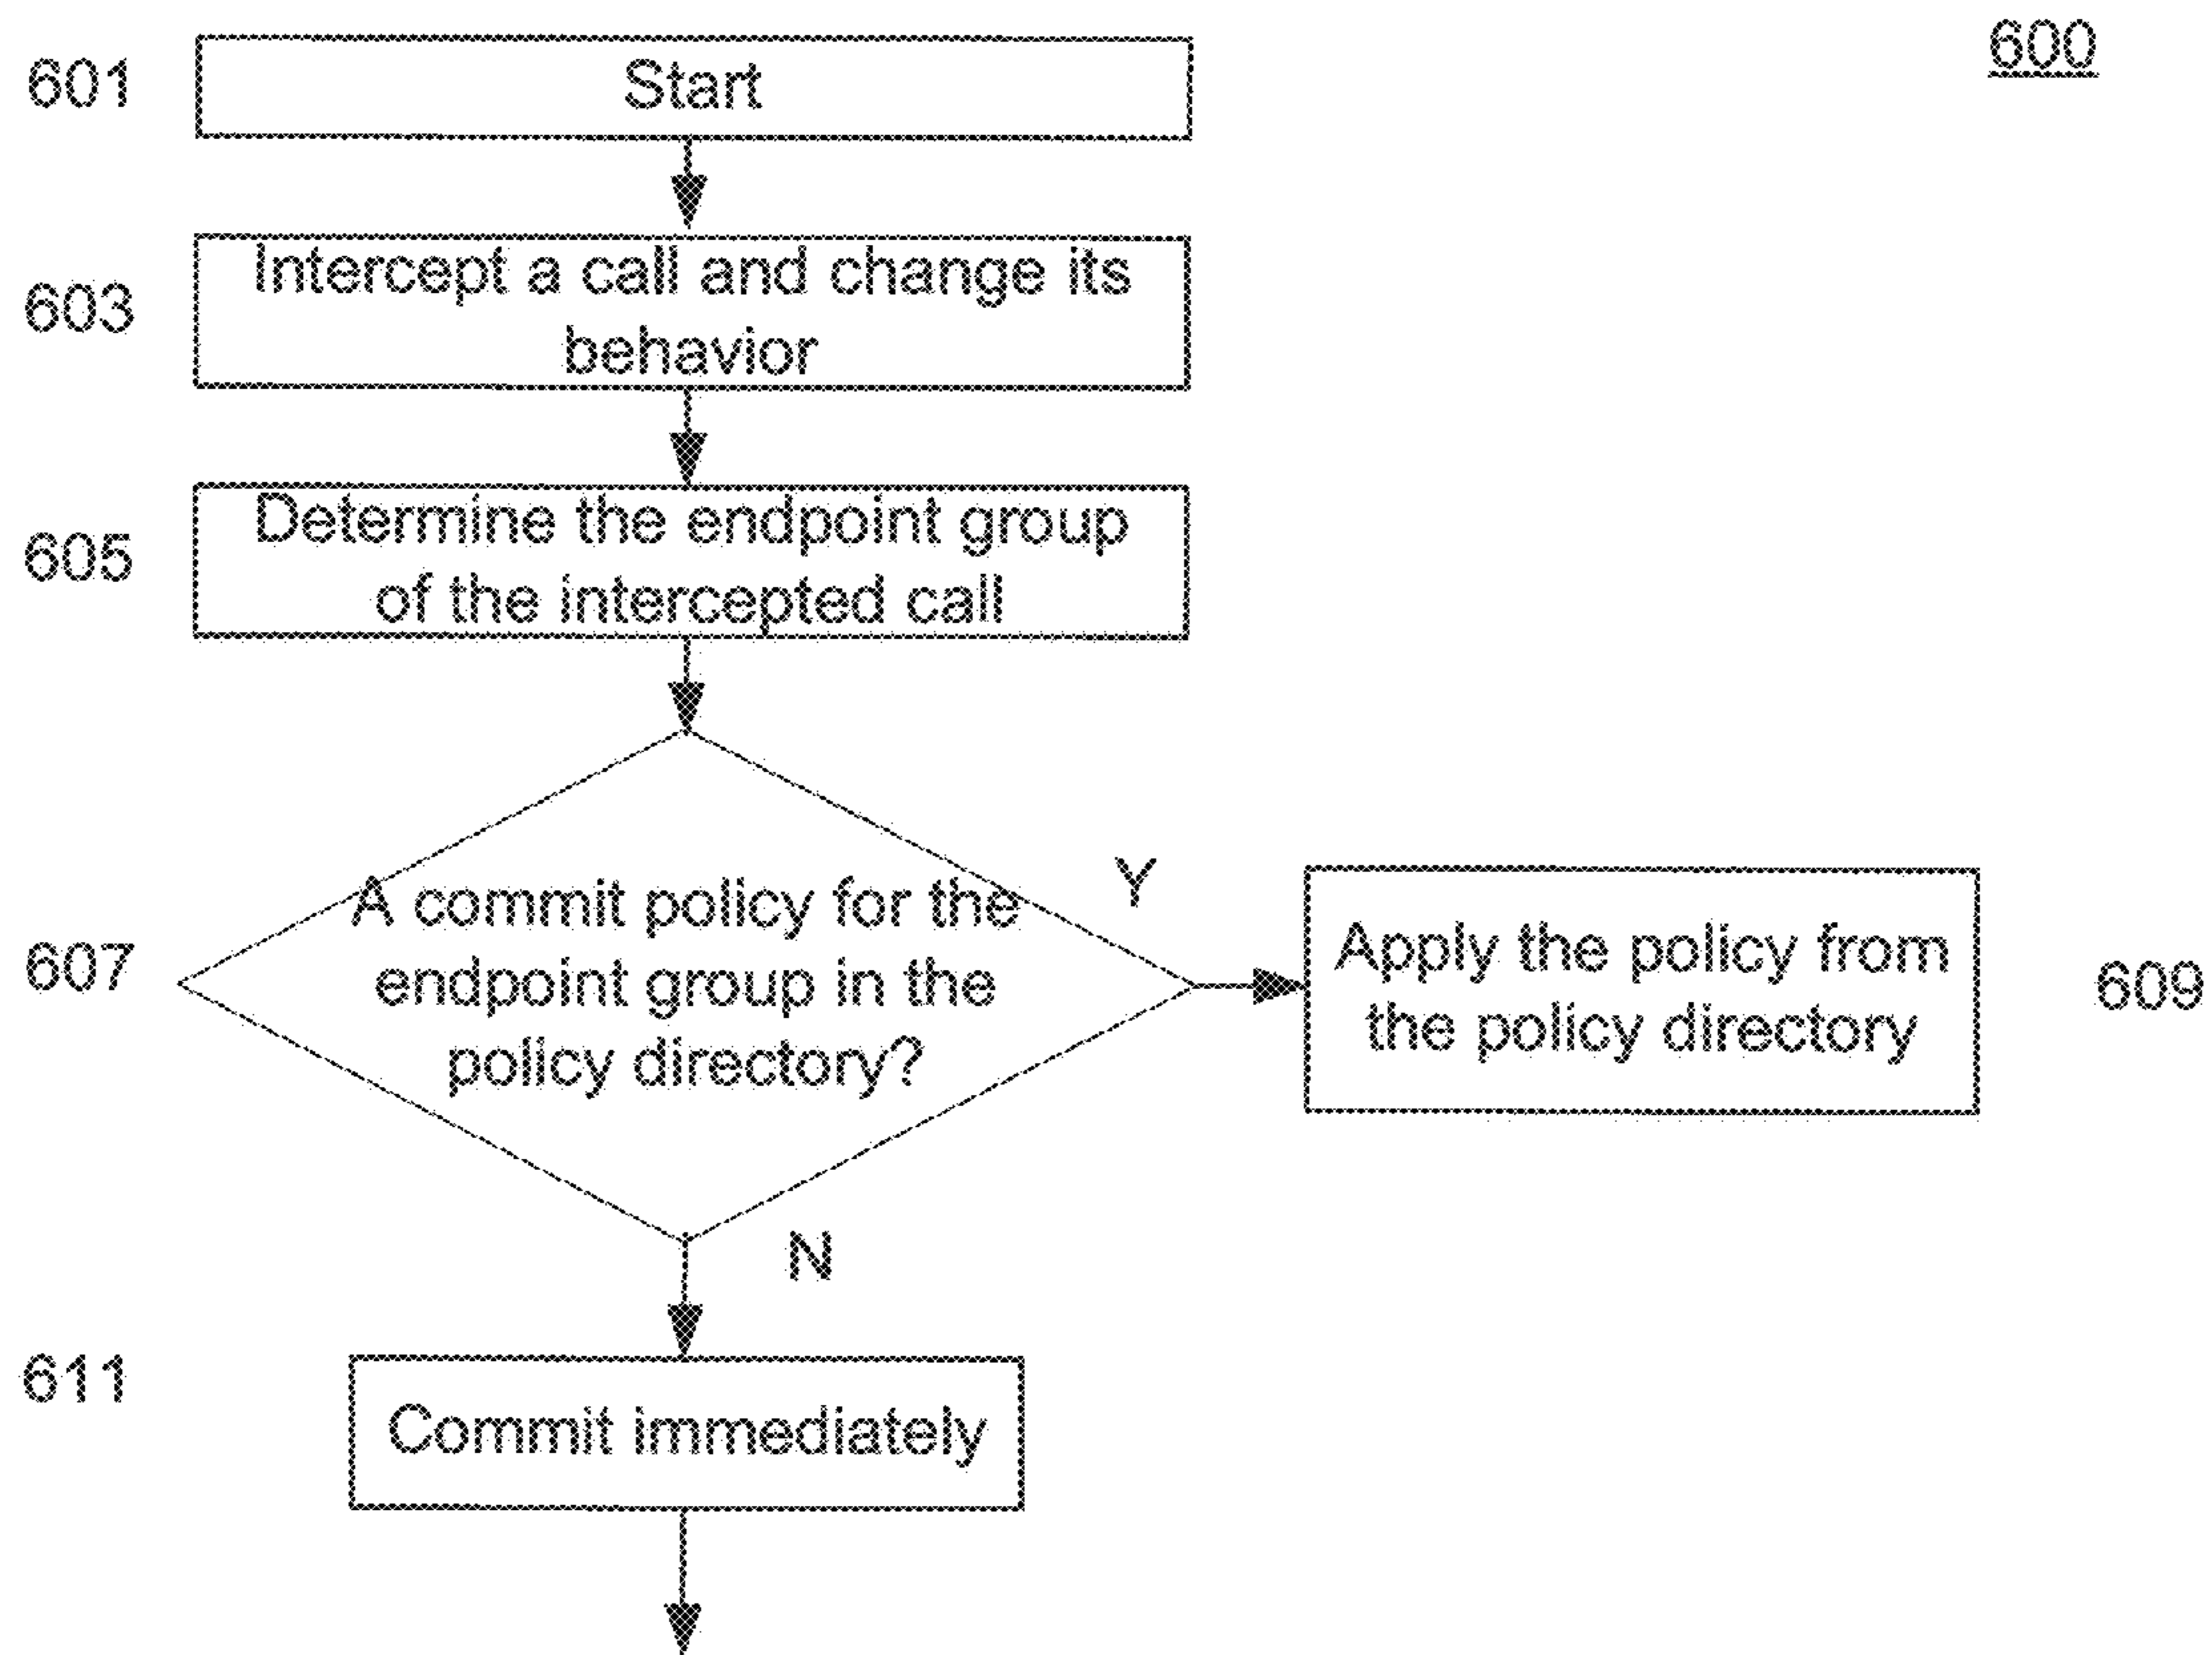 600
601
Start
603
Intercept a call and change its
behavior
605
Determine the endpoint group
of the intercepted call
607
A commit policy for the
endpoint group in the
policy directory?
Y
Apply the policy from
the policy directory
609
N
611
Commit immediately